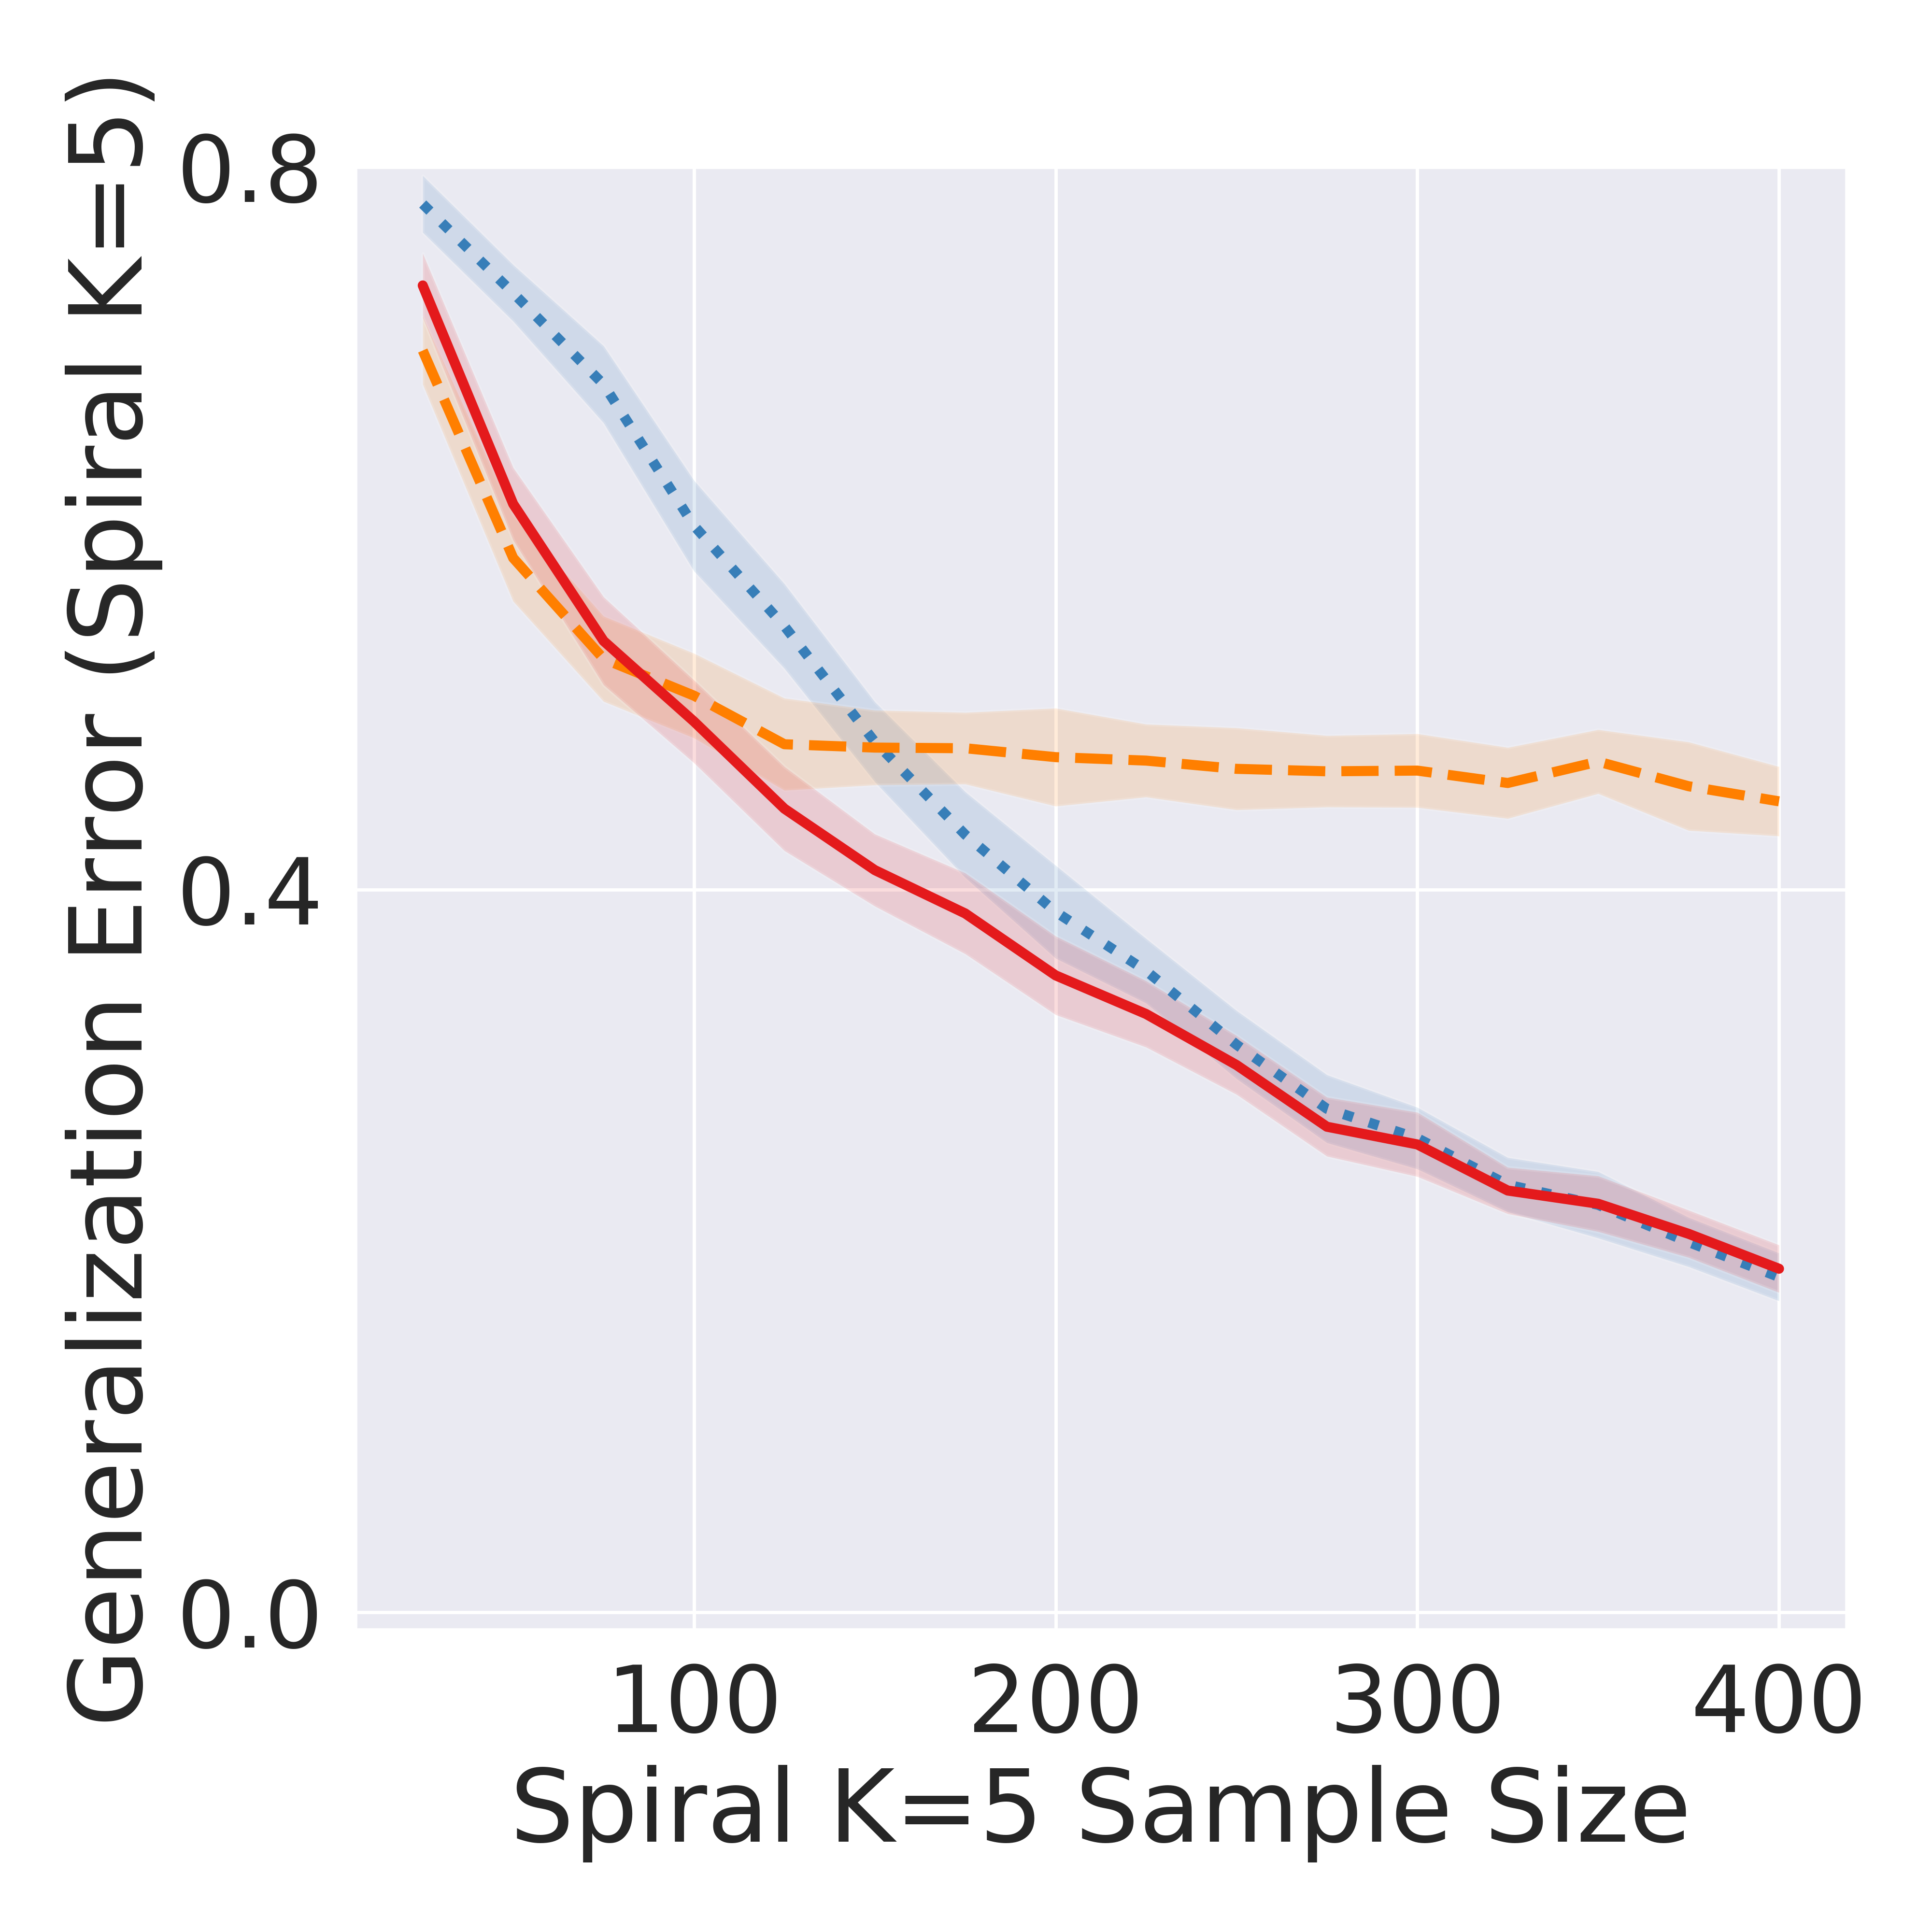 Generalization Error (Spiral K=5)
0.8
0.4
0.0
100 200 300 400
Spiral K=5 Sample Size